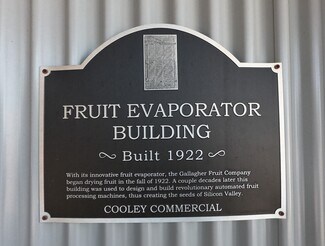 FRUIT EVAPORATOR
BUILDING
Built 1922
With its innovative fruit evaporator, the Gallagher Fruit Company
began drying fruit in the fall of 1922. A couple decades later this
building was used to design and build revolutionary automated fruit
processing machines, thus creating the seeds of Silicon Valley.
COOLEY COMMERCIAL